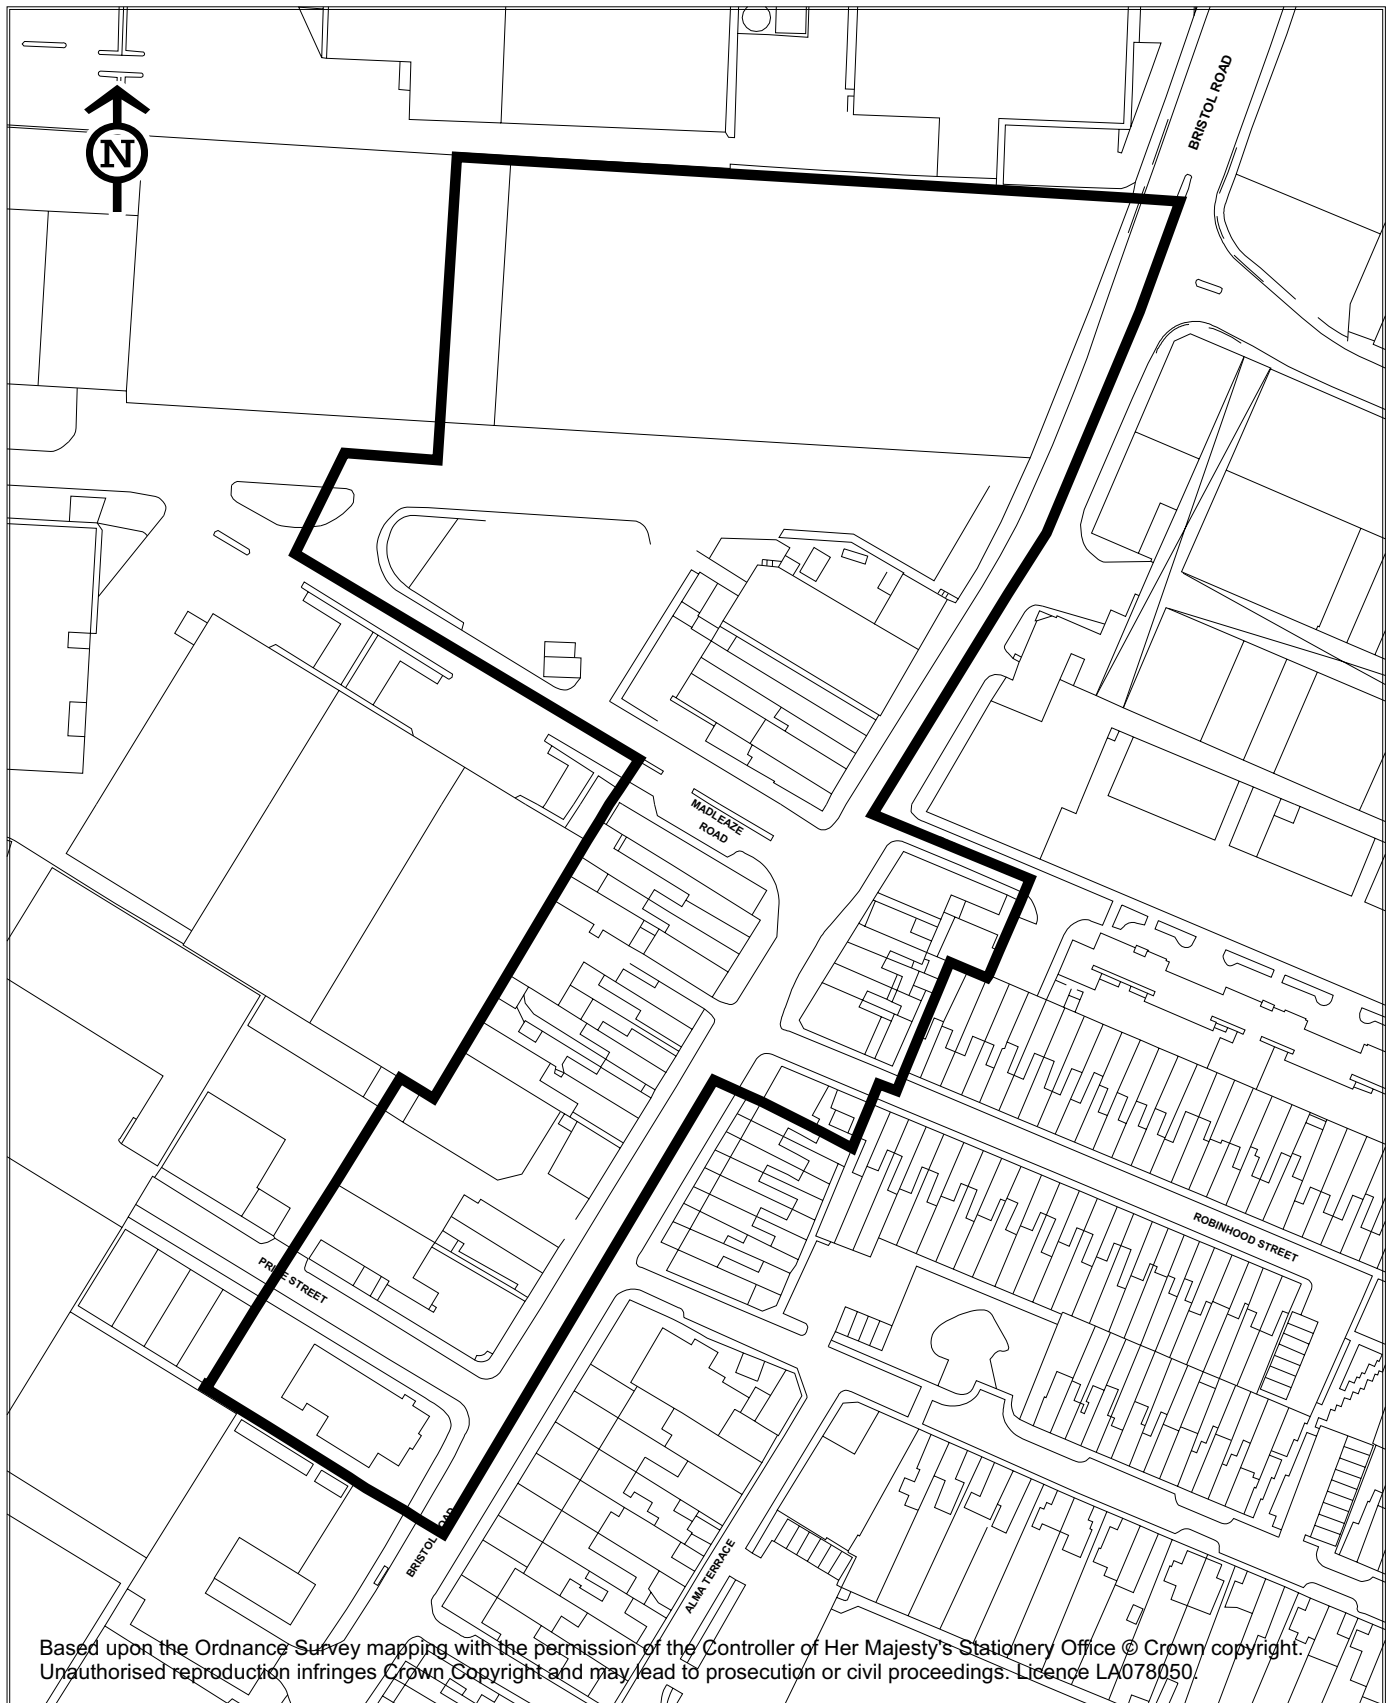 BRISTOL ROAD
N
MADLEAZE
ROAD
ROBINHOOD STREET
STREET
BRISTOL
ALMA TERRACE
Based upon the Ordnance Survey mapping with the permission of the Controller of Her Majesty's Stationery Office © Crown copyright.
Unauthorised reproduction infringes Crown Copyright and may lead to prosecution or civil proceedings. Licence LA078050.